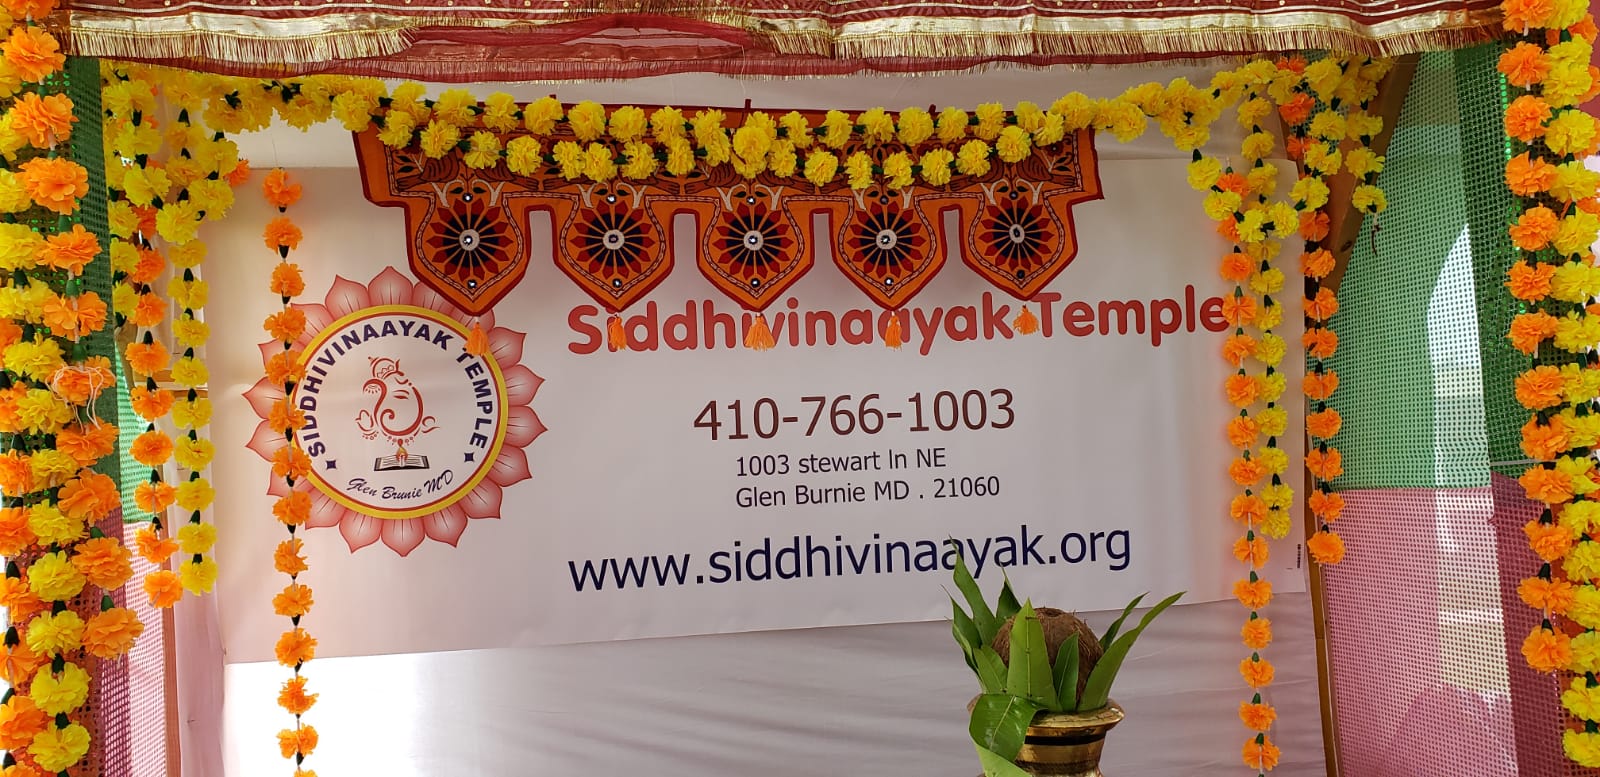 SIDDHIVINAAYAK TEMPLE
Glen Brunie MD
Siddhivinaayak Temple
410-766-1003
1003 stewart ln NE
Glen Burnie MD . 21060
www.siddhivinaayak.org